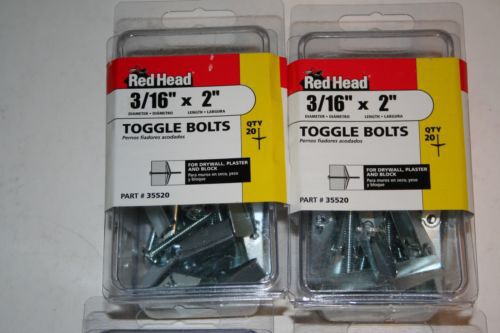 Red Head®
3/16" x 2"
DIAMETER • DIÁMETRO LENGTH • LARGURA
TOGGLE BOLTS
Pernos fiadores acodados
QTY
20
FOR DRYWALL, PLASTER
AND BLOCK
Para muros en seco, yeso
y bloque
PART # 35520
Red Head®
3/16" x 2"
DIAMETER • DIÁMETRO LENGTH • LARGURA
TOGGLE BOLTS
Pernos fiadores acodados
QTY
20
FOR DRYWALL, PLASTER
AND BLOCK
Para muros en seco, yeso
y bloque
PART # 35520